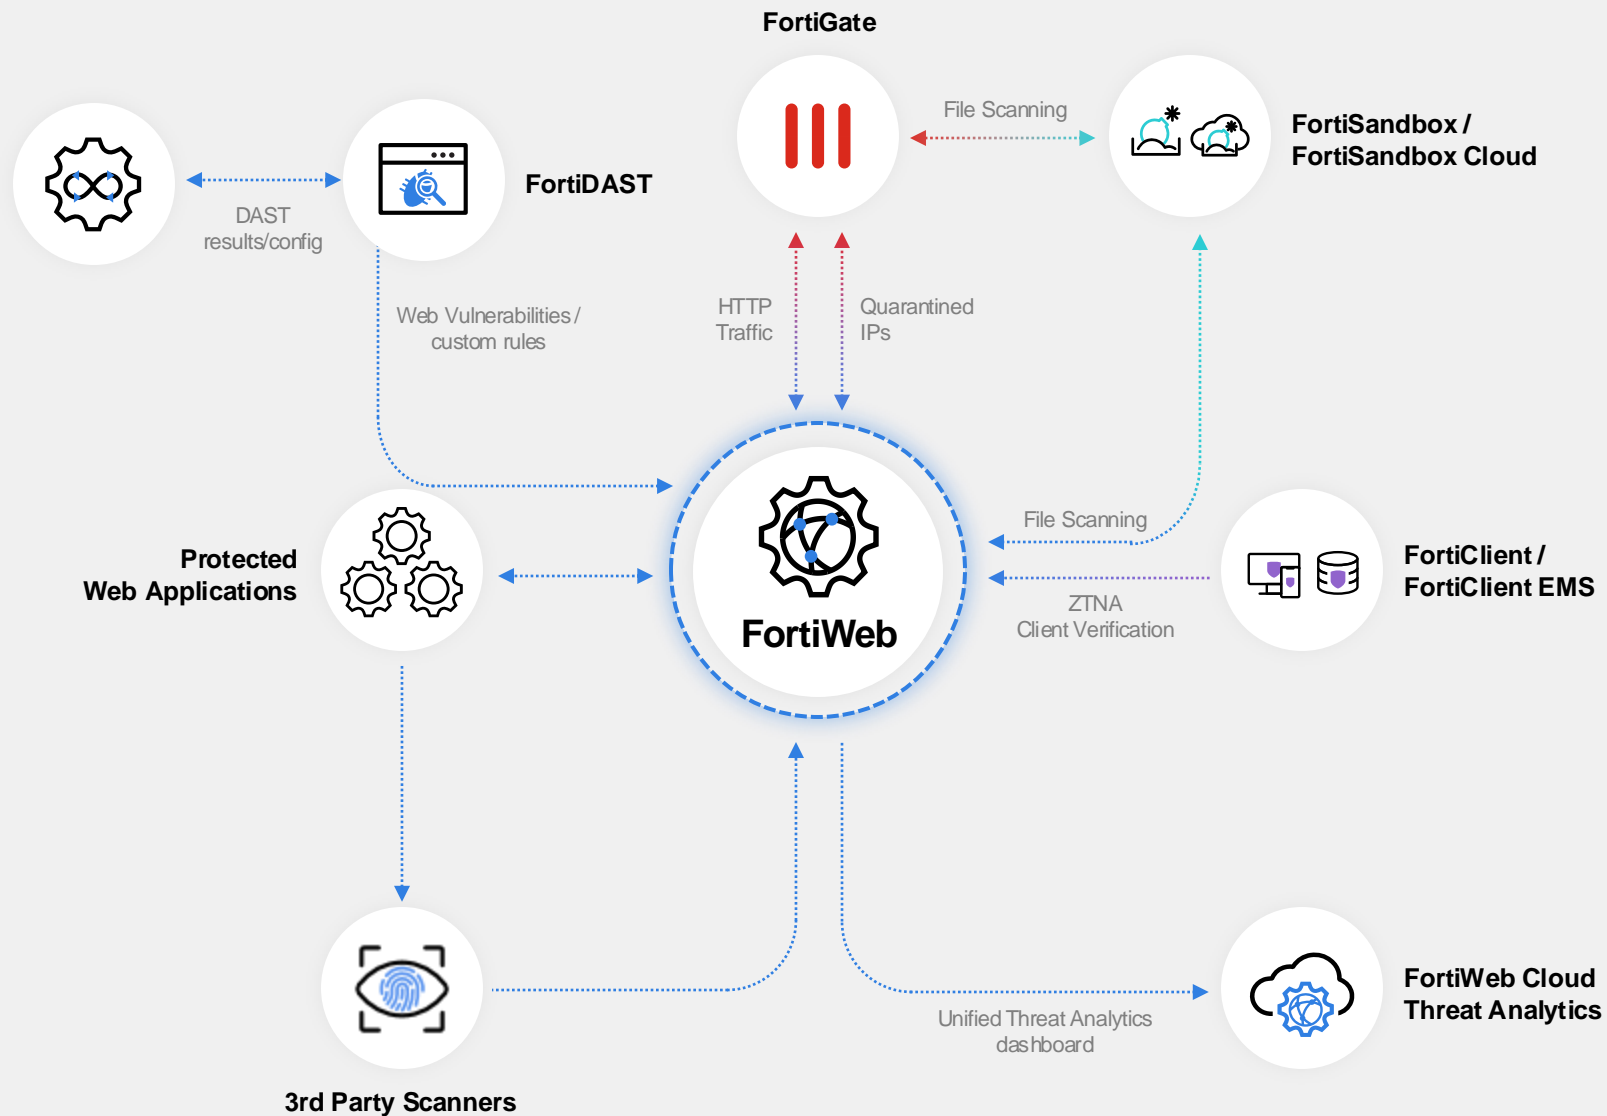 FortiGate
File Scanning
FortiSandbox /
FortiSandbox Cloud
FortiDAST
DAST
results/config
Web Vulnerabilities /
custom rules
HTTP
Traffic
Quarantined
IPs
Protected
Web Applications
FortiWeb
File Scanning
ZTNA
Client Verification
FortiClient /
FortiClient EMS
3rd Party Scanners
Unified Threat Analytics
dashboard
FortiWeb Cloud
Threat Analytics